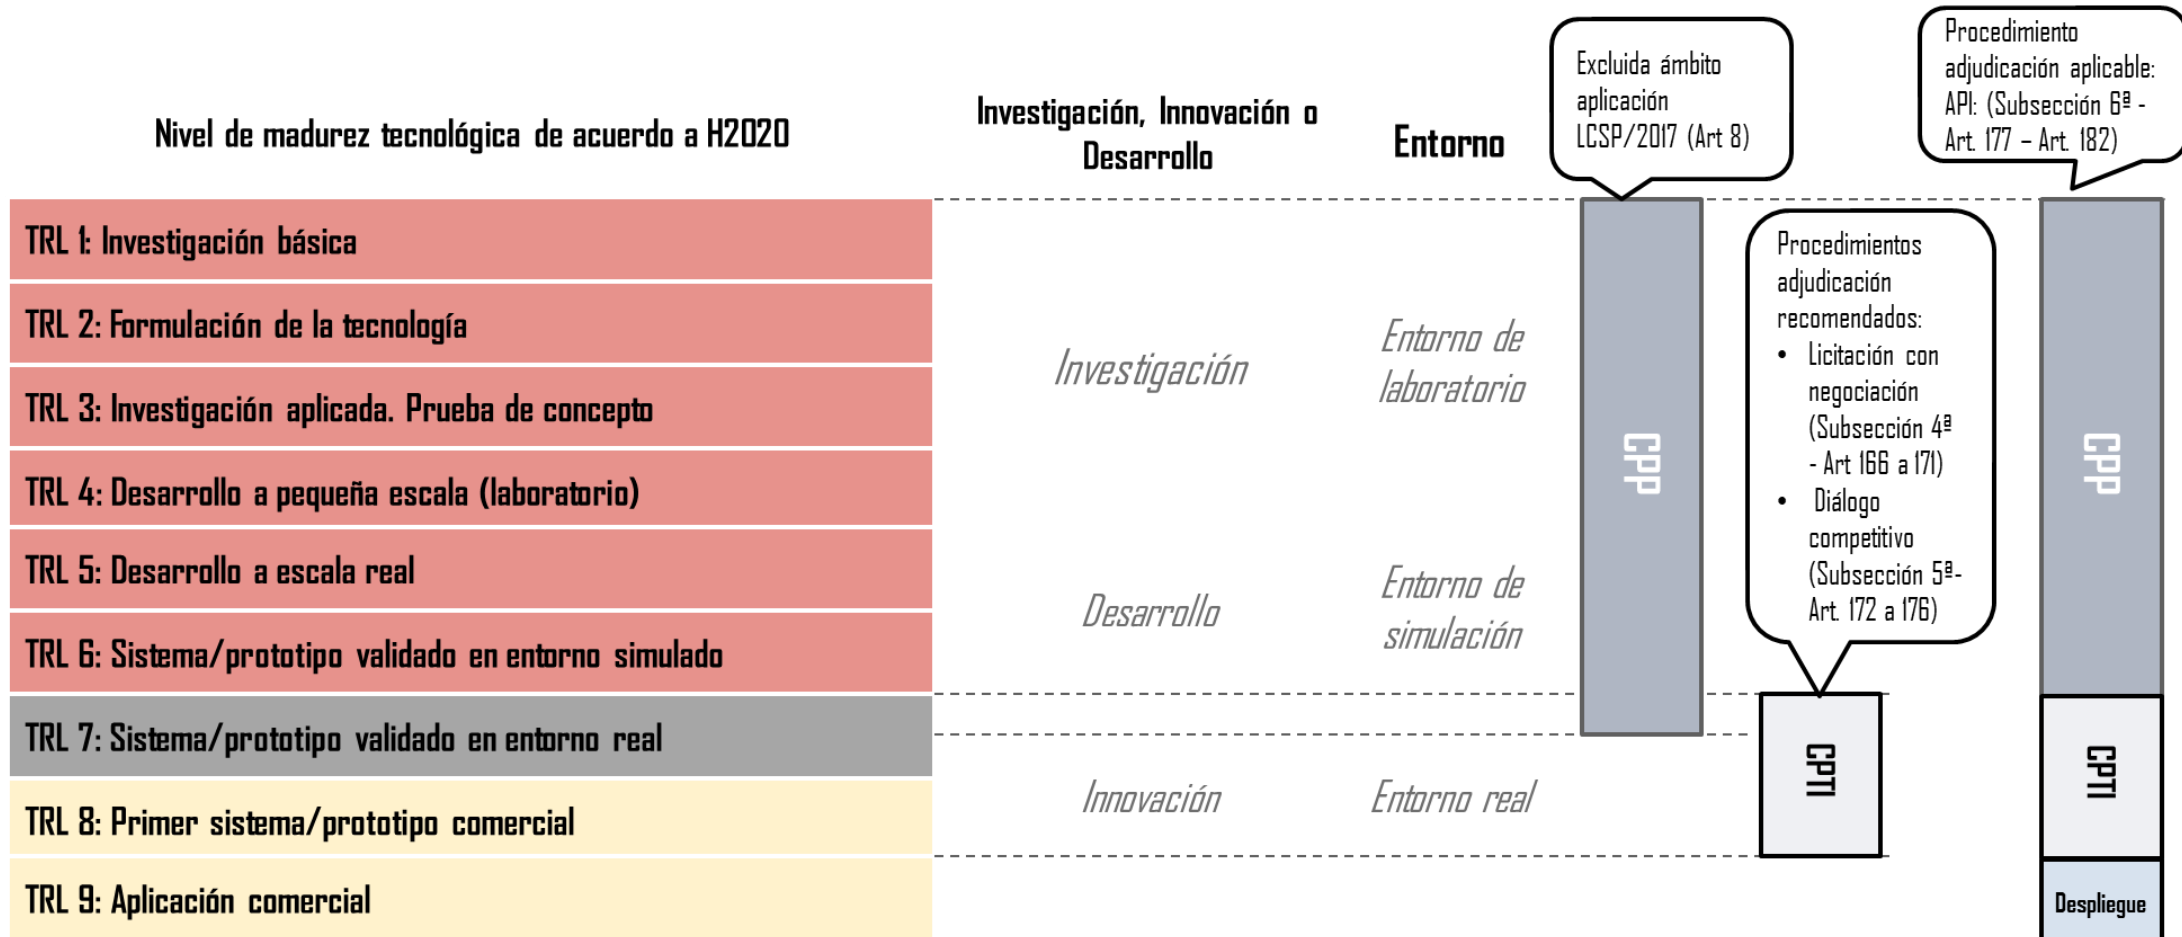 Nivel de madurez tecnológica de acuerdo a H2020
Investigación, Innovación o
Desarrollo
Entorno
Excluida ámbito
aplicación
LCSP/2017 (Art 8)
Procedimiento
adjudicación aplicable:
API: (Subsección 6ª -
Art. 177 – Art. 182)
TRL 1: Investigación básica
TRL 2: Formulación de la tecnología
TRL 3: Investigación aplicada. Prueba de concepto
TRL 4: Desarrollo a pequeña escala (laboratorio)
TRL 5: Desarrollo a escala real
TRL 6: Sistema/prototipo validado en entorno simulado
TRL 7: Sistema/prototipo validado en entorno real
TRL 8: Primer sistema/prototipo comercial
TRL 9: Aplicación comercial
Investigación
Desarrollo
Innovación
Entorno de
laboratorio
Entorno de
simulación
Entorno real
CPP
Procedimientos
adjudicación
recomendados:
• Licitación con
negociación
(Subsección 4ª
- Art 166 a 171)
• Diálogo
competitivo
(Subsección 5ª-
Art. 172 a 176)
CPTI
CPP
CPTI
Despliegue